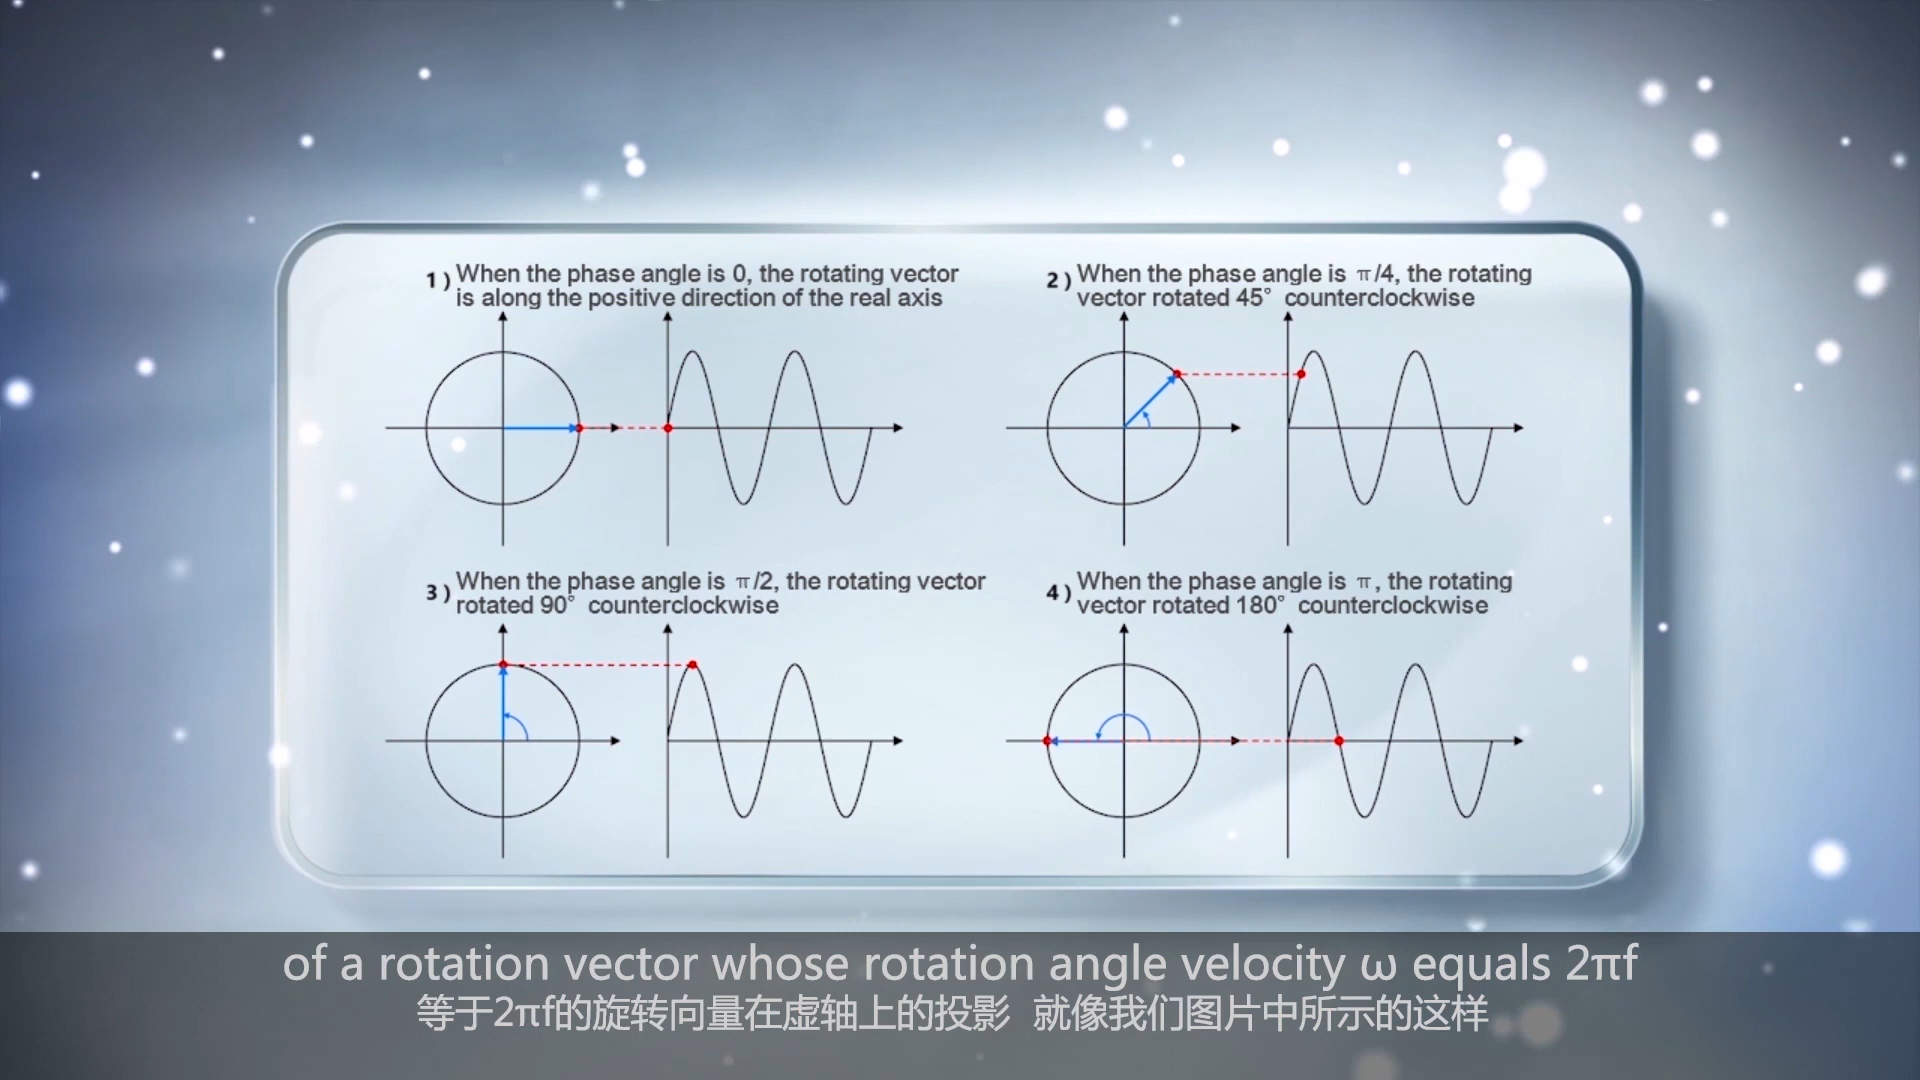 1) When the phase angle is 0, the rotating vector
is along the positive direction of the real axis
2) When the phase angle is π/4, the rotating
vector rotated 45° counterclockwise
3) When the phase angle is π/2, the rotating vector
rotated 90° counterclockwise
4) When the phase angle is π, the rotating
vector rotated 180° counterclockwise
of a rotation vector whose rotation angle velocity ω equals 2πf
等于2πf的旋转向量在虚轴上的投影 就像我们图片中所示的这样